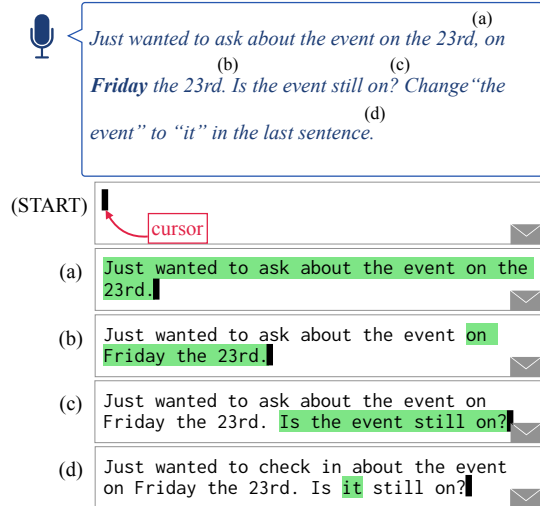 (a)
Just wanted to ask about the event on the 23rd, on
(b) (c)
Friday the 23rd. Is the event still on? Change “the
(d)
event” to “it” in the last sentence.
(START)
cursor
(a) Just wanted to ask about the event on the
23rd.
(b) Just wanted to ask about the event on
Friday the 23rd.
(c) Just wanted to ask about the event on
Friday the 23rd. Is the event still on?
(d) Just wanted to check in about the event
on Friday the 23rd. Is it still on?